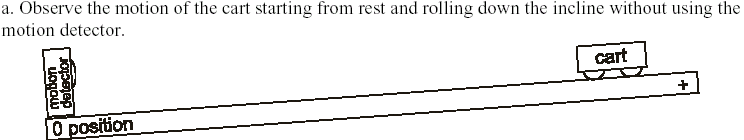 a. Observe the motion of the cart starting from rest and rolling down the incline without using the
motion detector.
motion
detector
cart
+
0 position